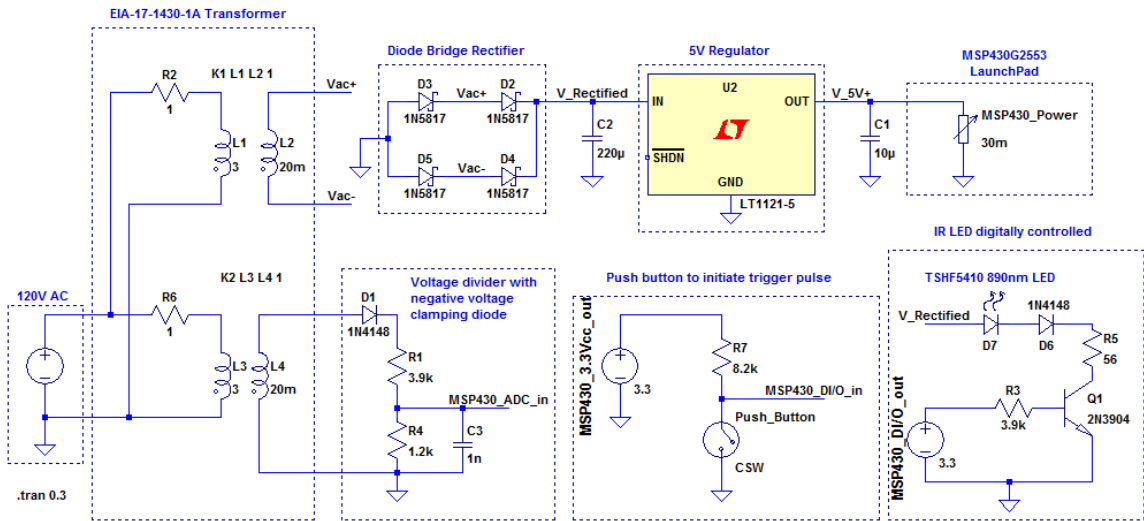 EIA-17-1430-1A Transformer
R2
1
K1 L1 L2 1
L1
3
L2
20m
Vac+
Vac-
R6
1
K2 L3 L4 1
L3
3
L4
20m
120V AC
.tran 0.3
Diode Bridge Rectifier
D3
1N5817
Vac+
D2
1N5817
D5
1N5817
Vac-
D4
1N5817
V_Rectified
C2
220µ
5V Regulator
U2
IN
OUT
SHDN
GND
LT1121-5
V_5V+
C1
10µ
MSP430G2553
LaunchPad
MSP430_Power
30m
Voltage divider with
negative voltage
clamping diode
D1
1N4148
R1
3.9k
MSP430_ADC_in
R4
1.2k
C3
1n
Push button to initiate trigger pulse
MSP430_3.3Vcc_out
3.3
R7
8.2k
MSP430_DI/O_in
Push_Button
CSW
IR LED digitally controlled
TSHF5410 890nm LED
V_Rectified
D7
1N4148
D6
R5
56
R3
3.9k
Q1
2N3904
MSP430_DI/O_out
3.3